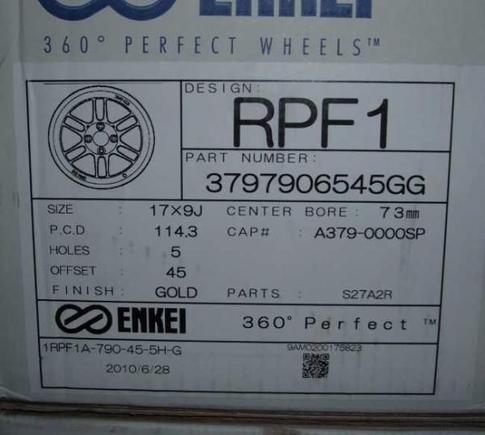 ENKEI
360° PERFECT WHEELS™
DESIGN:
RPF1
PART NUMBER:
3797906545GG
SIZE : 17×9J CENTER BORE : 73mm
P.C.D : 114.3 CAP# : A379-0000SP
HOLES : 5
OFFSET : 45
FINISH : GOLD PARTS : S27A2R
ENKEI 360° Perfect ™
1RPF1A-790-45-5H-G 9AM0200175823
2010/6/28